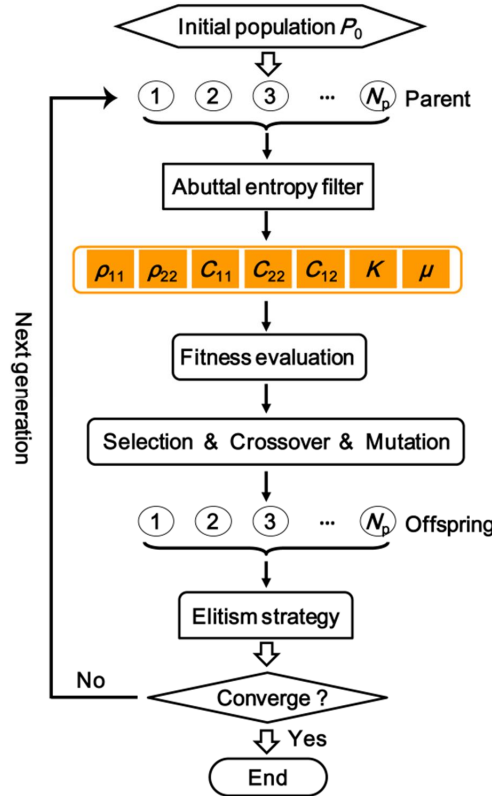 Initial population P₀
1 2 3 ... Nₚ Parent
Abuttal entropy filter
ρ₁₁ ρ₂₂ C₁₁ C₂₂ C₁₂ K μ
Fitness evaluation
Next generation
Selection & Crossover & Mutation
1 2 3 ... Nₚ Offspring
Elitism strategy
No
Converge ?
Yes
End